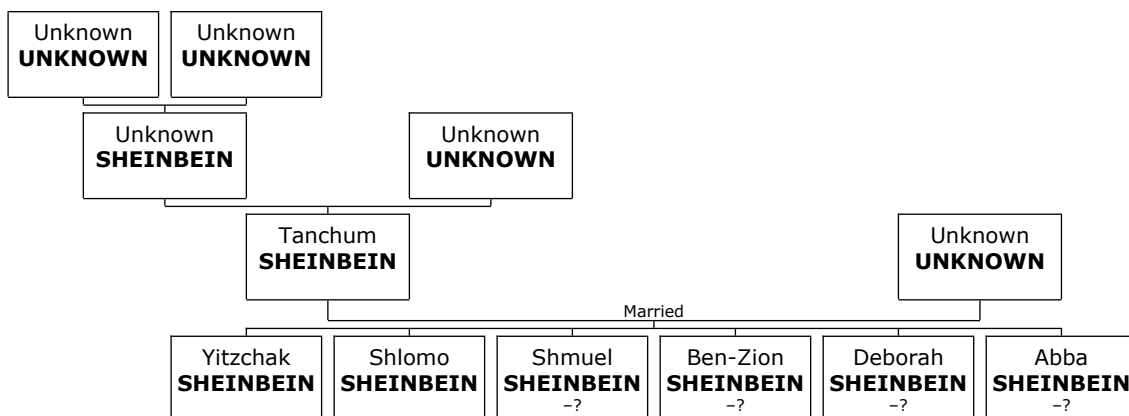 Unknown
UNKNOWN
Unknown
UNKNOWN
Unknown
SHEINBEIN
Unknown
UNKNOWN
Tanchum
SHEINBEIN
Unknown
UNKNOWN
Married
Yitzchak
SHEINBEIN
Shlomo
SHEINBEIN
Shmuel
SHEINBEIN
–?
Ben-Zion
SHEINBEIN
–?
Deborah
SHEINBEIN
–?
Abba
SHEINBEIN
–?